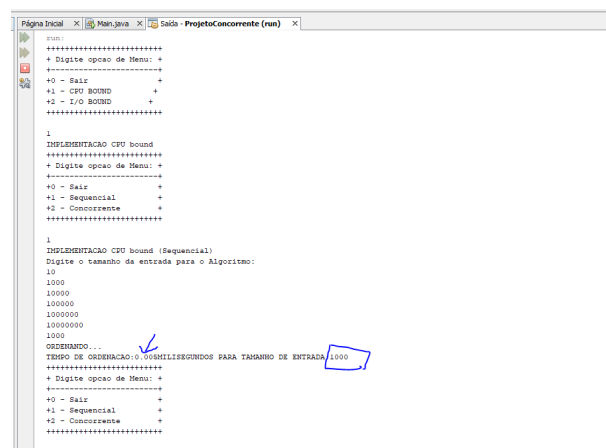 Página Inicial x Main.java x Saída - ProjetoConcorrente (run) x
run:
+++++++++++++++++++++++++
+ Digite opcao de Menu: +
+-----------------------+
+0 - Sair +
+1 - CPU BOUND +
+2 - I/O BOUND +
+++++++++++++++++++++++++
1
IMPLEMENTACAO CPU bound
+++++++++++++++++++++++++
+ Digite opcao de Menu: +
+-----------------------+
+0 - Sair +
+1 - Sequencial +
+2 - Concorrente +
+++++++++++++++++++++++++
1
IMPLEMENTACAO CPU bound (Sequencial)
Digite o tamanho da entrada para o Algoritmo:
10
1000
10000
100000
1000000
10000000
1000
ORDENANDO...
TEMPO DE ORDENACAO:0.005MILISEGUNDOS PARA TAMANHO DE ENTRADA 1000
+++++++++++++++++++++++++
+ Digite opcao de Menu: +
+-----------------------+
+0 - Sair +
+1 - Sequencial +
+2 - Concorrente +
+++++++++++++++++++++++++